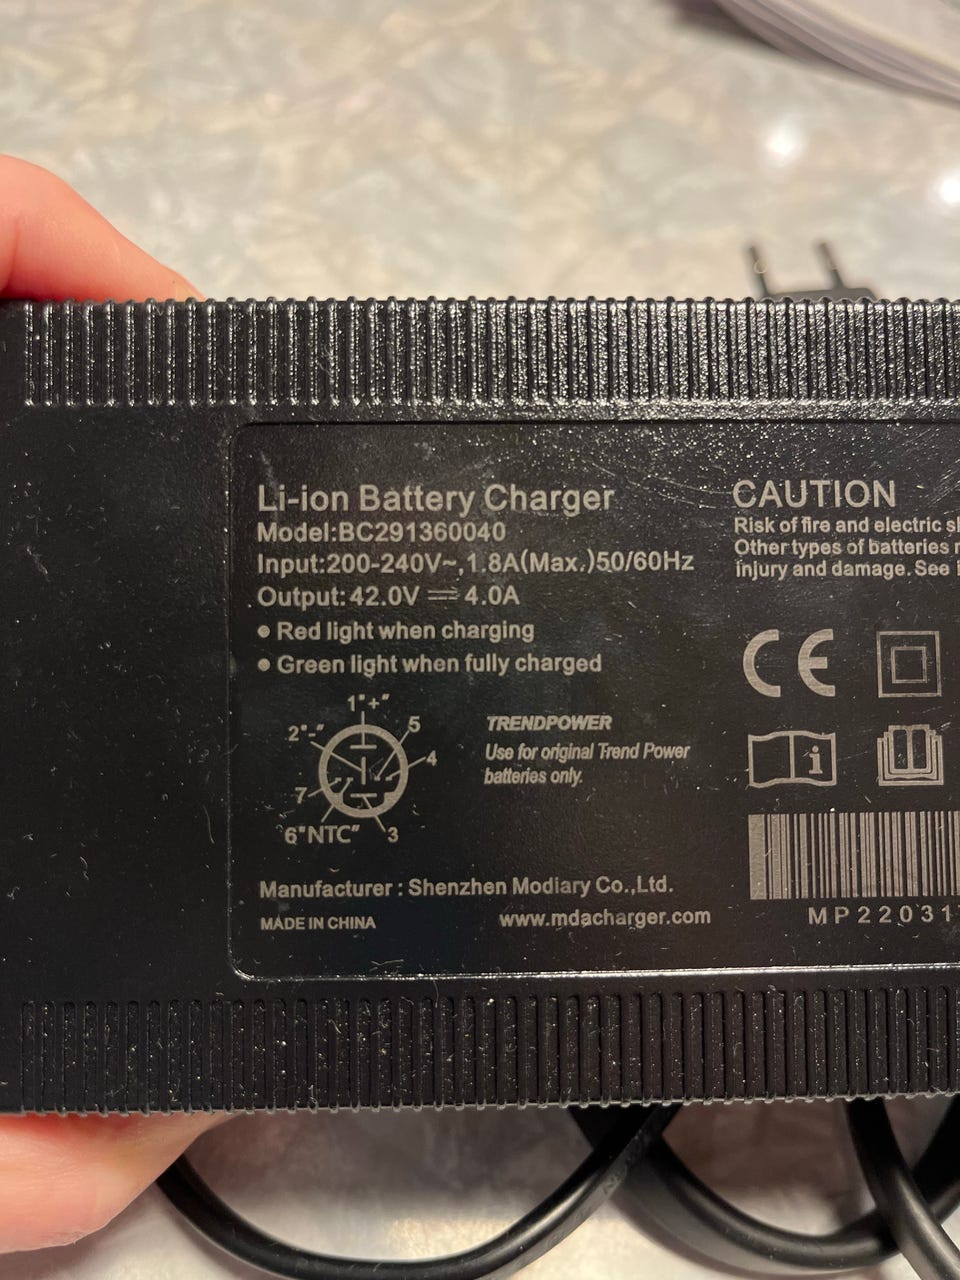 Li-ion Battery Charger
Model:BC291360040
Input:200-240V~,1.8A(Max.)50/60Hz
Output:42.0V ⎓ 4.0A
● Red light when charging
● Green light when fully charged
1"+"
2"-"
5
4
7
6"NTC"
3
TRENDPOWER
Use for original Trend Power
batteries only.
Manufacturer : Shenzhen Modiary Co.,Ltd.
MADE IN CHINA
www.mdacharger.com
CAUTION
Risk of fire and electric
Other types of batteries
injury and damage. See
CE
i
MP22031